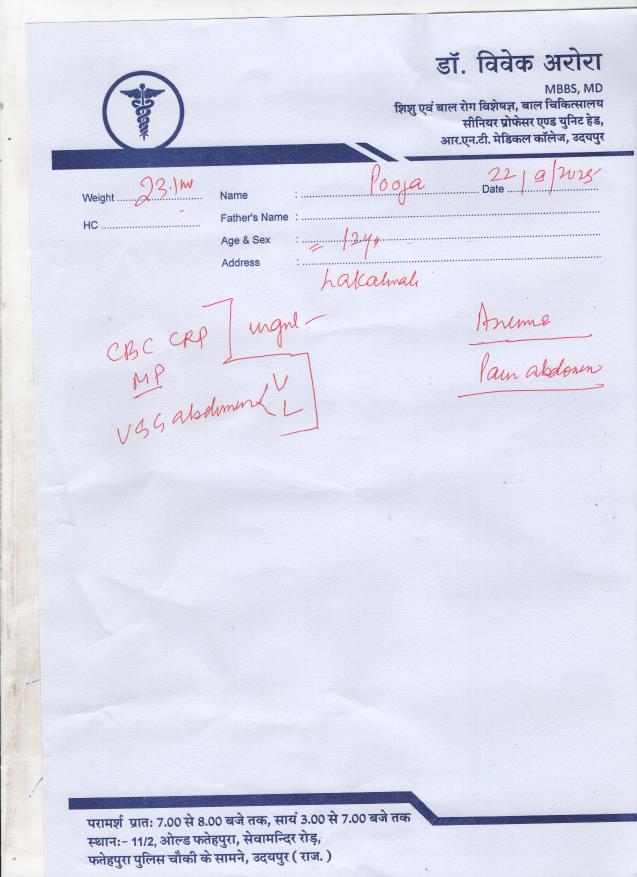 डॉ. विवेक अरोरा
MBBS, MD
शिशु एवं बाल रोग विशेषज्ञ, बाल चिकित्सालय
सीनियर प्रोफेसर एण्ड यूनिट हेड,
आर.एन.टी. मेडिकल कॉलेज, उदयपुर
Weight 23.1 Name : Pooja Date 22/9/2025
HC Father's Name :
Age & Sex : 12y
Address :
CBC CRP urgnt
MP
USG abdomen
Anemia
Pain abdomen
परामर्श प्रातः 7.00 से 8.00 बजे तक, सायं 3.00 से 7.00 बजे तक
स्थान:- 11/2, ओल्ड फतेहपुरा, सेवामन्दिर रोड़,
फतेहपुरा पुलिस चौकी के सामने, उदयपुर ( राज. )